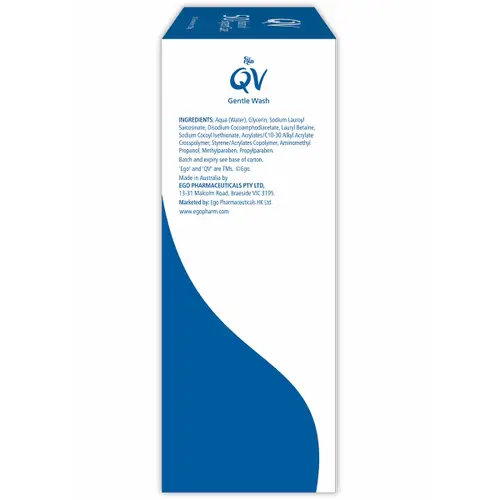 Ego
QV
Gentle Wash
INGREDIENTS: Aqua (Water), Glycerin, Sodium Lauroyl
Sarcosinate, Disodium Cocoamphodiacetate, Lauryl Betaine,
Sodium Cocoyl Isethionate, Acrylates/C10-30 Alkyl Acrylate
Crosspolymer, Styrene/Acrylates Copolymer, Aminomethyl
Propanol, Methylparaben, Propylparaben.
Batch and expiry see base of carton.
'Ego' and 'QV' are TMs. ©Ego.
Made in Australia by
EGO PHARMACEUTICALS PTY LTD,
13-31 Malcolm Road, Braeside VIC 3195.
Marketed by: Ego Pharmaceuticals HK Ltd.
www.egopharm.com